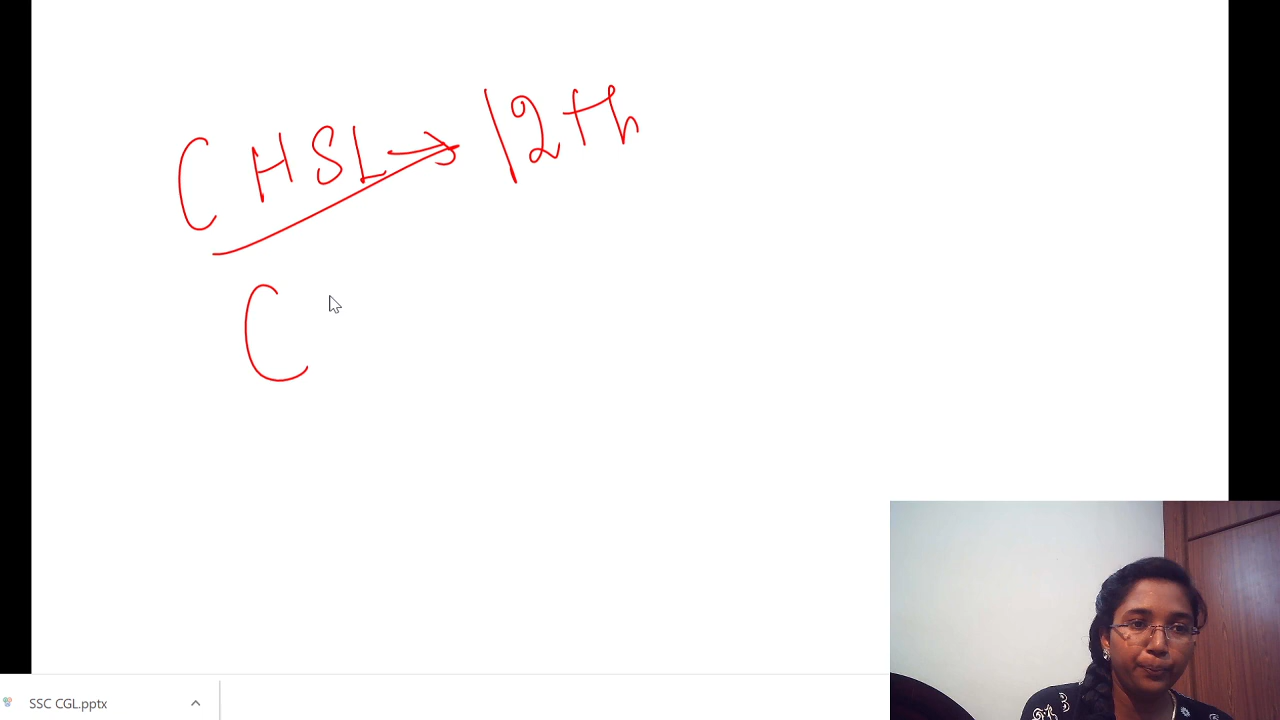 CHSL → 12th
C
SSC CGL.pptx